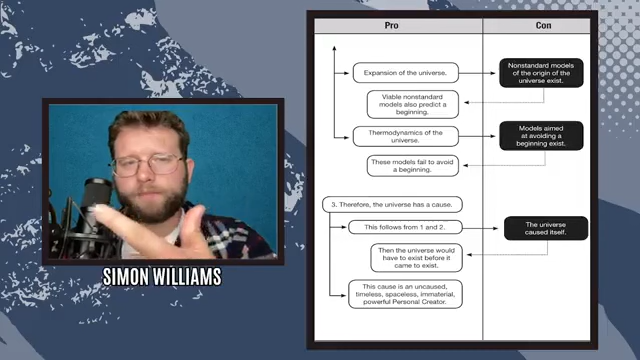 Pro
Con
Expansion of the universe.
Nonstandard models
of the origin of the
universe exist.
Viable nonstandard
models also predict a
beginning.
Thermodynamics of the
universe.
Models aimed
at avoiding a
beginning exist.
These models fail to avoid
a beginning.
3. Therefore, the universe has a cause.
This follows from 1 and 2.
The universe
caused itself.
Then the universe would
have to exist before it
came to exist.
This cause is an uncaused,
timeless, spaceless, immaterial,
powerful Personal Creator.
SIMON WILLIAMS